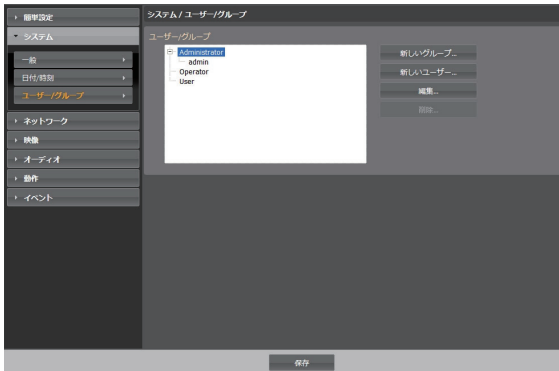 簡単設定
システム
一般
日付/時刻
ユーザー/グループ
ネットワーク
映像
オーディオ
動作
イベント
システム / ユーザー/グループ
ユーザー/グループ
Administrator
admin
Operator
User
新しいグループ...
新しいユーザー...
編集...
削除...
保存